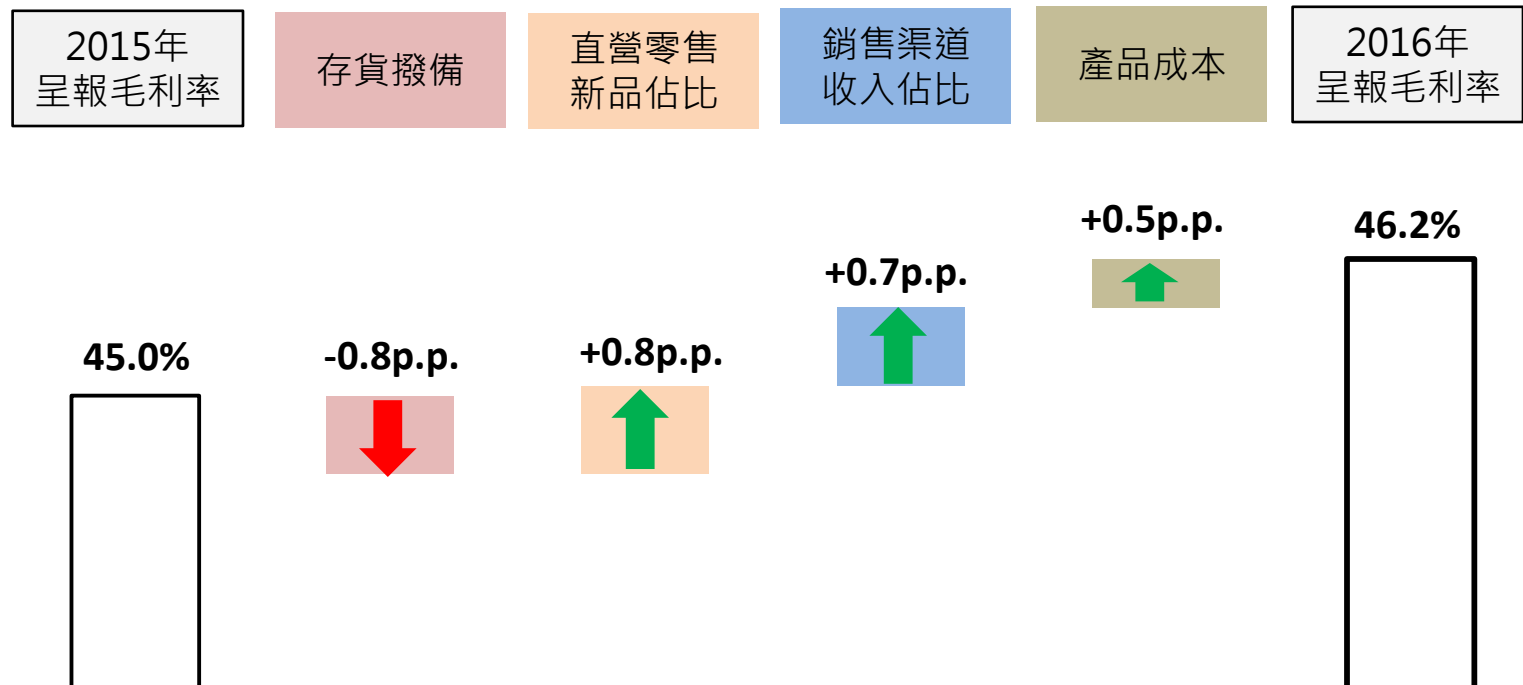 2015年
呈報毛利率
存貨撥備
直營零售
新品佔比
銷售渠道
收入佔比
產品成本
2016年
呈報毛利率
45.0%
-0.8p.p.
+0.8p.p.
+0.7p.p.
+0.5p.p.
46.2%